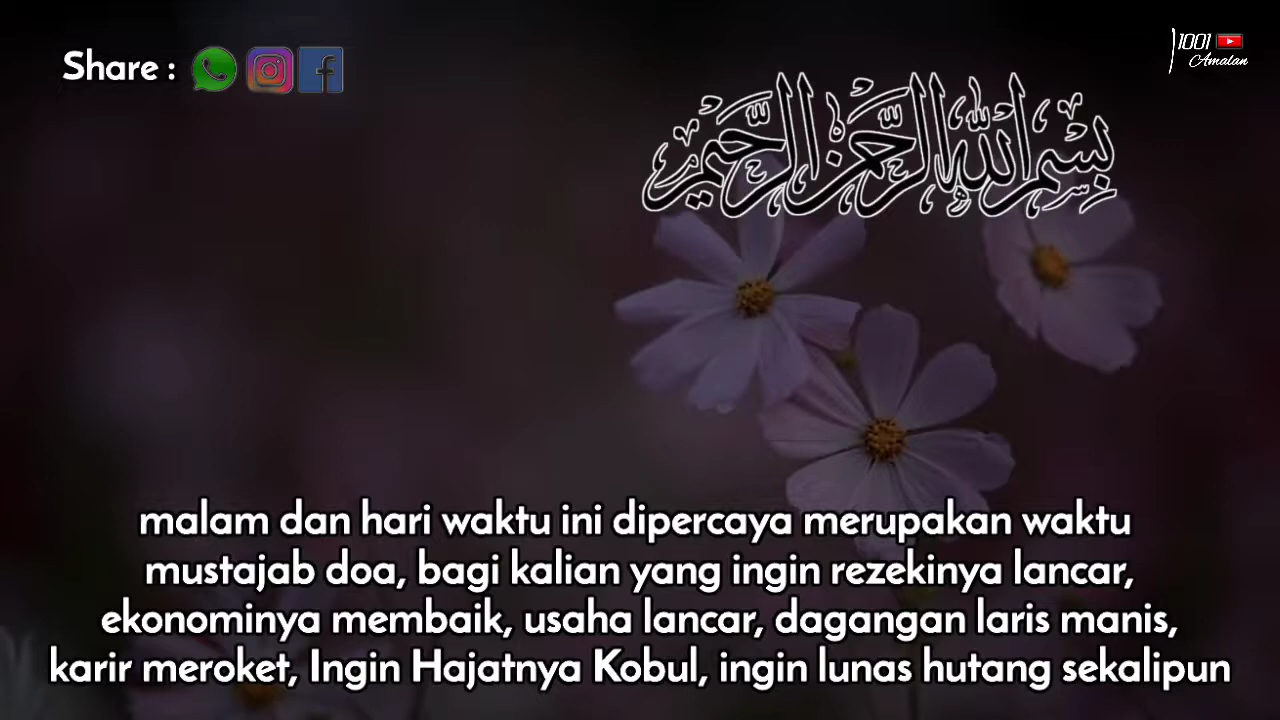 Share :
1001
Amalan
بِسْمِ اللهِ الرَّحْمٰنِ الرَّحِيْمِ
malam dan hari waktu ini dipercaya merupakan waktu
mustajab doa, bagi kalian yang ingin rezekinya lancar,
ekonominya membaik, usaha lancar, dagangan laris manis,
karir meroket, Ingin Hajatnya Kobul, ingin lunas hutang sekalipun